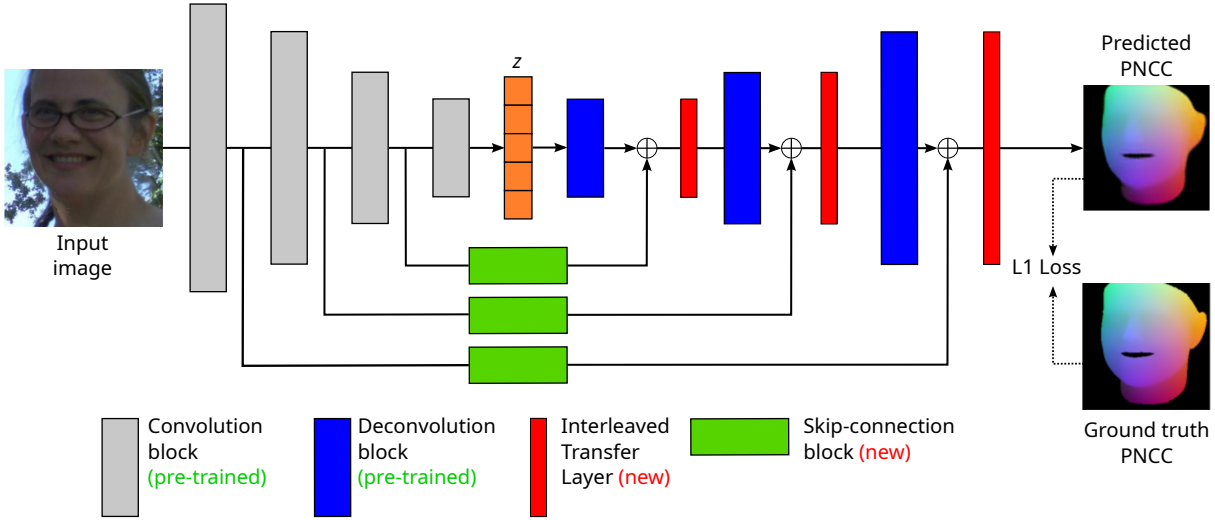 z
Predicted
PNCC
Input
image
L1 Loss
Ground truth
PNCC
Convolution
block
(pre-trained)
Deconvolution
block
(pre-trained)
Interleaved
Transfer
Layer (new)
Skip-connection
block (new)